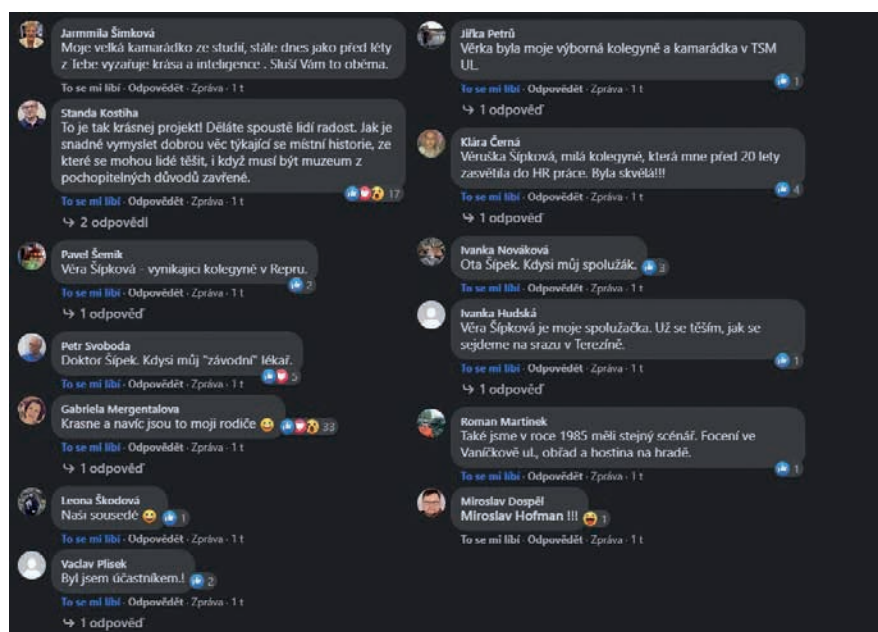 Jarmmila Šimková
Moje velká kamarádko ze studií, stále dnes jako před léty
z Tebe vyzařuje krása a inteligence . Sluší Vám to oběma.
To se mi líbí · Odpovědět · Zpráva · 1 t
Standa Kostiha
To je tak krásnej projekt! Děláte spoustě lidí radost. Jak je
snadné vymyslet dobrou věc týkající se místní historie, ze
které se mohou lidé těšit, i když musí být muzeum z
pochopitelných důvodů zavřené.
17
To se mi líbí · Odpovědět · Zpráva · 1 t
2 odpovědi
Pavel Šemík
Věra Šípková - vynikajici kolegyně v Repru.
2
To se mi líbí · Odpovědět · Zpráva · 1 t
1 odpověď
Petr Svoboda
Doktor Šípek. Kdysi můj "závodní" lékař.
5
To se mi líbí · Odpovědět · Zpráva · 1 t
Gabriela Mergentalova
Krasne a navíc jsou to moji rodiče 😀 33
To se mi líbí · Odpovědět · Zpráva · 1 t
1 odpověď
Leona Škodová
Naši sousedé 😀 1
To se mi líbí · Odpovědět · Zpráva · 1 t
Vaclav Plisek
Byl jsem účastníkem.! 2
To se mi líbí · Odpovědět · Zpráva · 1 t
1 odpověď
Jiřka Petrů
Věrka byla moje výborná kolegyně a kamarádka v TSM
UL.
1
To se mi líbí · Odpovědět · Zpráva · 1 t
1 odpověď
Klára Černá
Véruška Šípková, milá kolegyně, která mne před 20 lety
zasvětila do HR práce. Byla skvělá!!!
4
To se mi líbí · Odpovědět · Zpráva · 1 t
1 odpověď
Ivanka Nováková
Ota Šípek. Kdysi můj spolužák. 3
To se mi líbí · Odpovědět · Zpráva · 1 t
Ivanka Hudská
Věra Šípková je moje spolužačka. Už se těším, jak se
sejdeme na srazu v Terezíně.
1
To se mi líbí · Odpovědět · Zpráva · 1 t
1 odpověď
Roman Martinek
Také jsme v roce 1985 měli stejný scénář. Focení ve
Vaníčkově ul., obřad a hostina na hradě.
1
To se mi líbí · Odpovědět · Zpráva · 1 t
Miroslav Dospěl
Miroslav Hofman !!! 😆 1
To se mi líbí · Odpovědět · Zpráva · 1 t